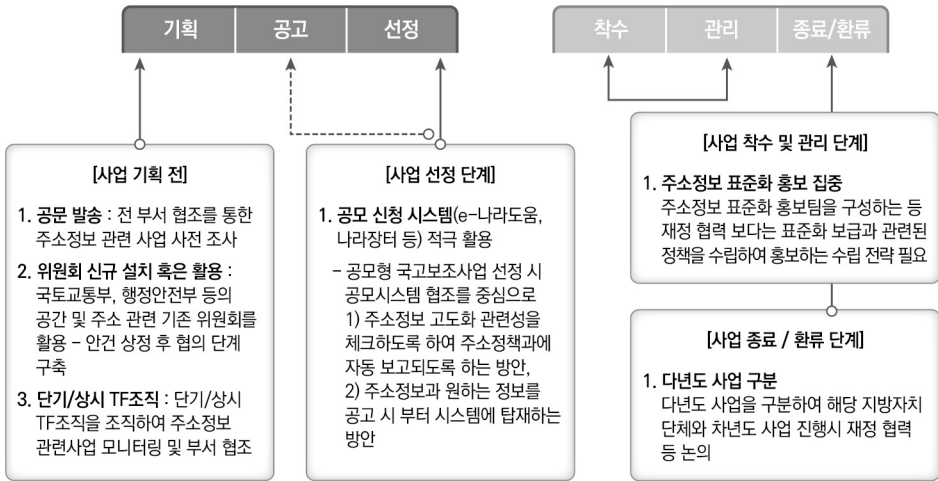 기획 공고 선정 착수 관리 종료/환류
[사업 기획 전]
1. 공문 발송 : 전 부서 협조를 통한
주소정보 관련 사업 사전 조사
2. 위원회 신규 설치 혹은 활용 :
국토교통부, 행정안전부 등의
공간 및 주소 관련 기존 위원회를
활용 – 안건 상정 후 협의 단계
구축
3. 단기/상시 TF조직 : 단기/상시
TF조직을 조직하여 주소정보
관련사업 모니터링 및 부서 협조
[사업 선정 단계]
1. 공모 신청 시스템(e-나라도움,
나라장터 등) 적극 활용
– 공모형 국고보조사업 선정 시
공모시스템 협조를 중심으로
1) 주소정보 고도화 관련성을
체크하도록 하여 주소정책과에
자동 보고되도록 하는 방안,
2) 주소정보과 원하는 정보를
공고 시 부터 시스템에 탑재하는
방안
[사업 착수 및 관리 단계]
1. 주소정보 표준화 홍보 집중
주소정보 표준화 홍보팀을 구성하는 등
재정 협력 보다는 표준화 보급과 관련된
정책을 수립하여 홍보하는 수립 전략 필요
[사업 종료 / 환류 단계]
1. 다년도 사업 구분
다년도 사업을 구분하여 해당 지방자치
단체와 차년도 사업 진행시 재정 협력
등 논의